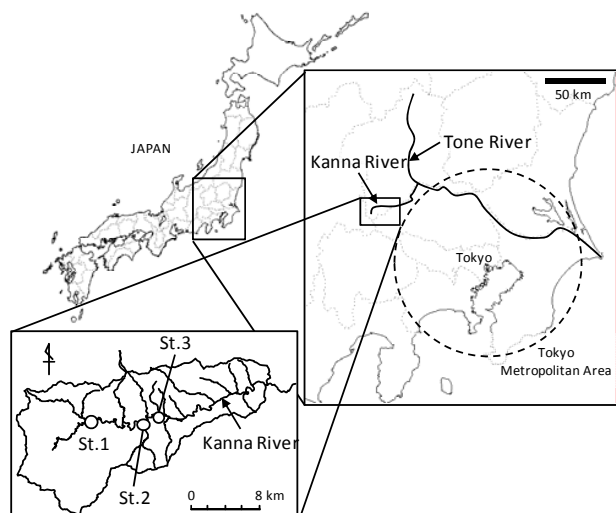 JAPAN
50 km
Tone River
Kanna River
Tokyo
Tokyo
Metropolitan Area
St.3
St.1
Kanna River
St.2
0 8 km